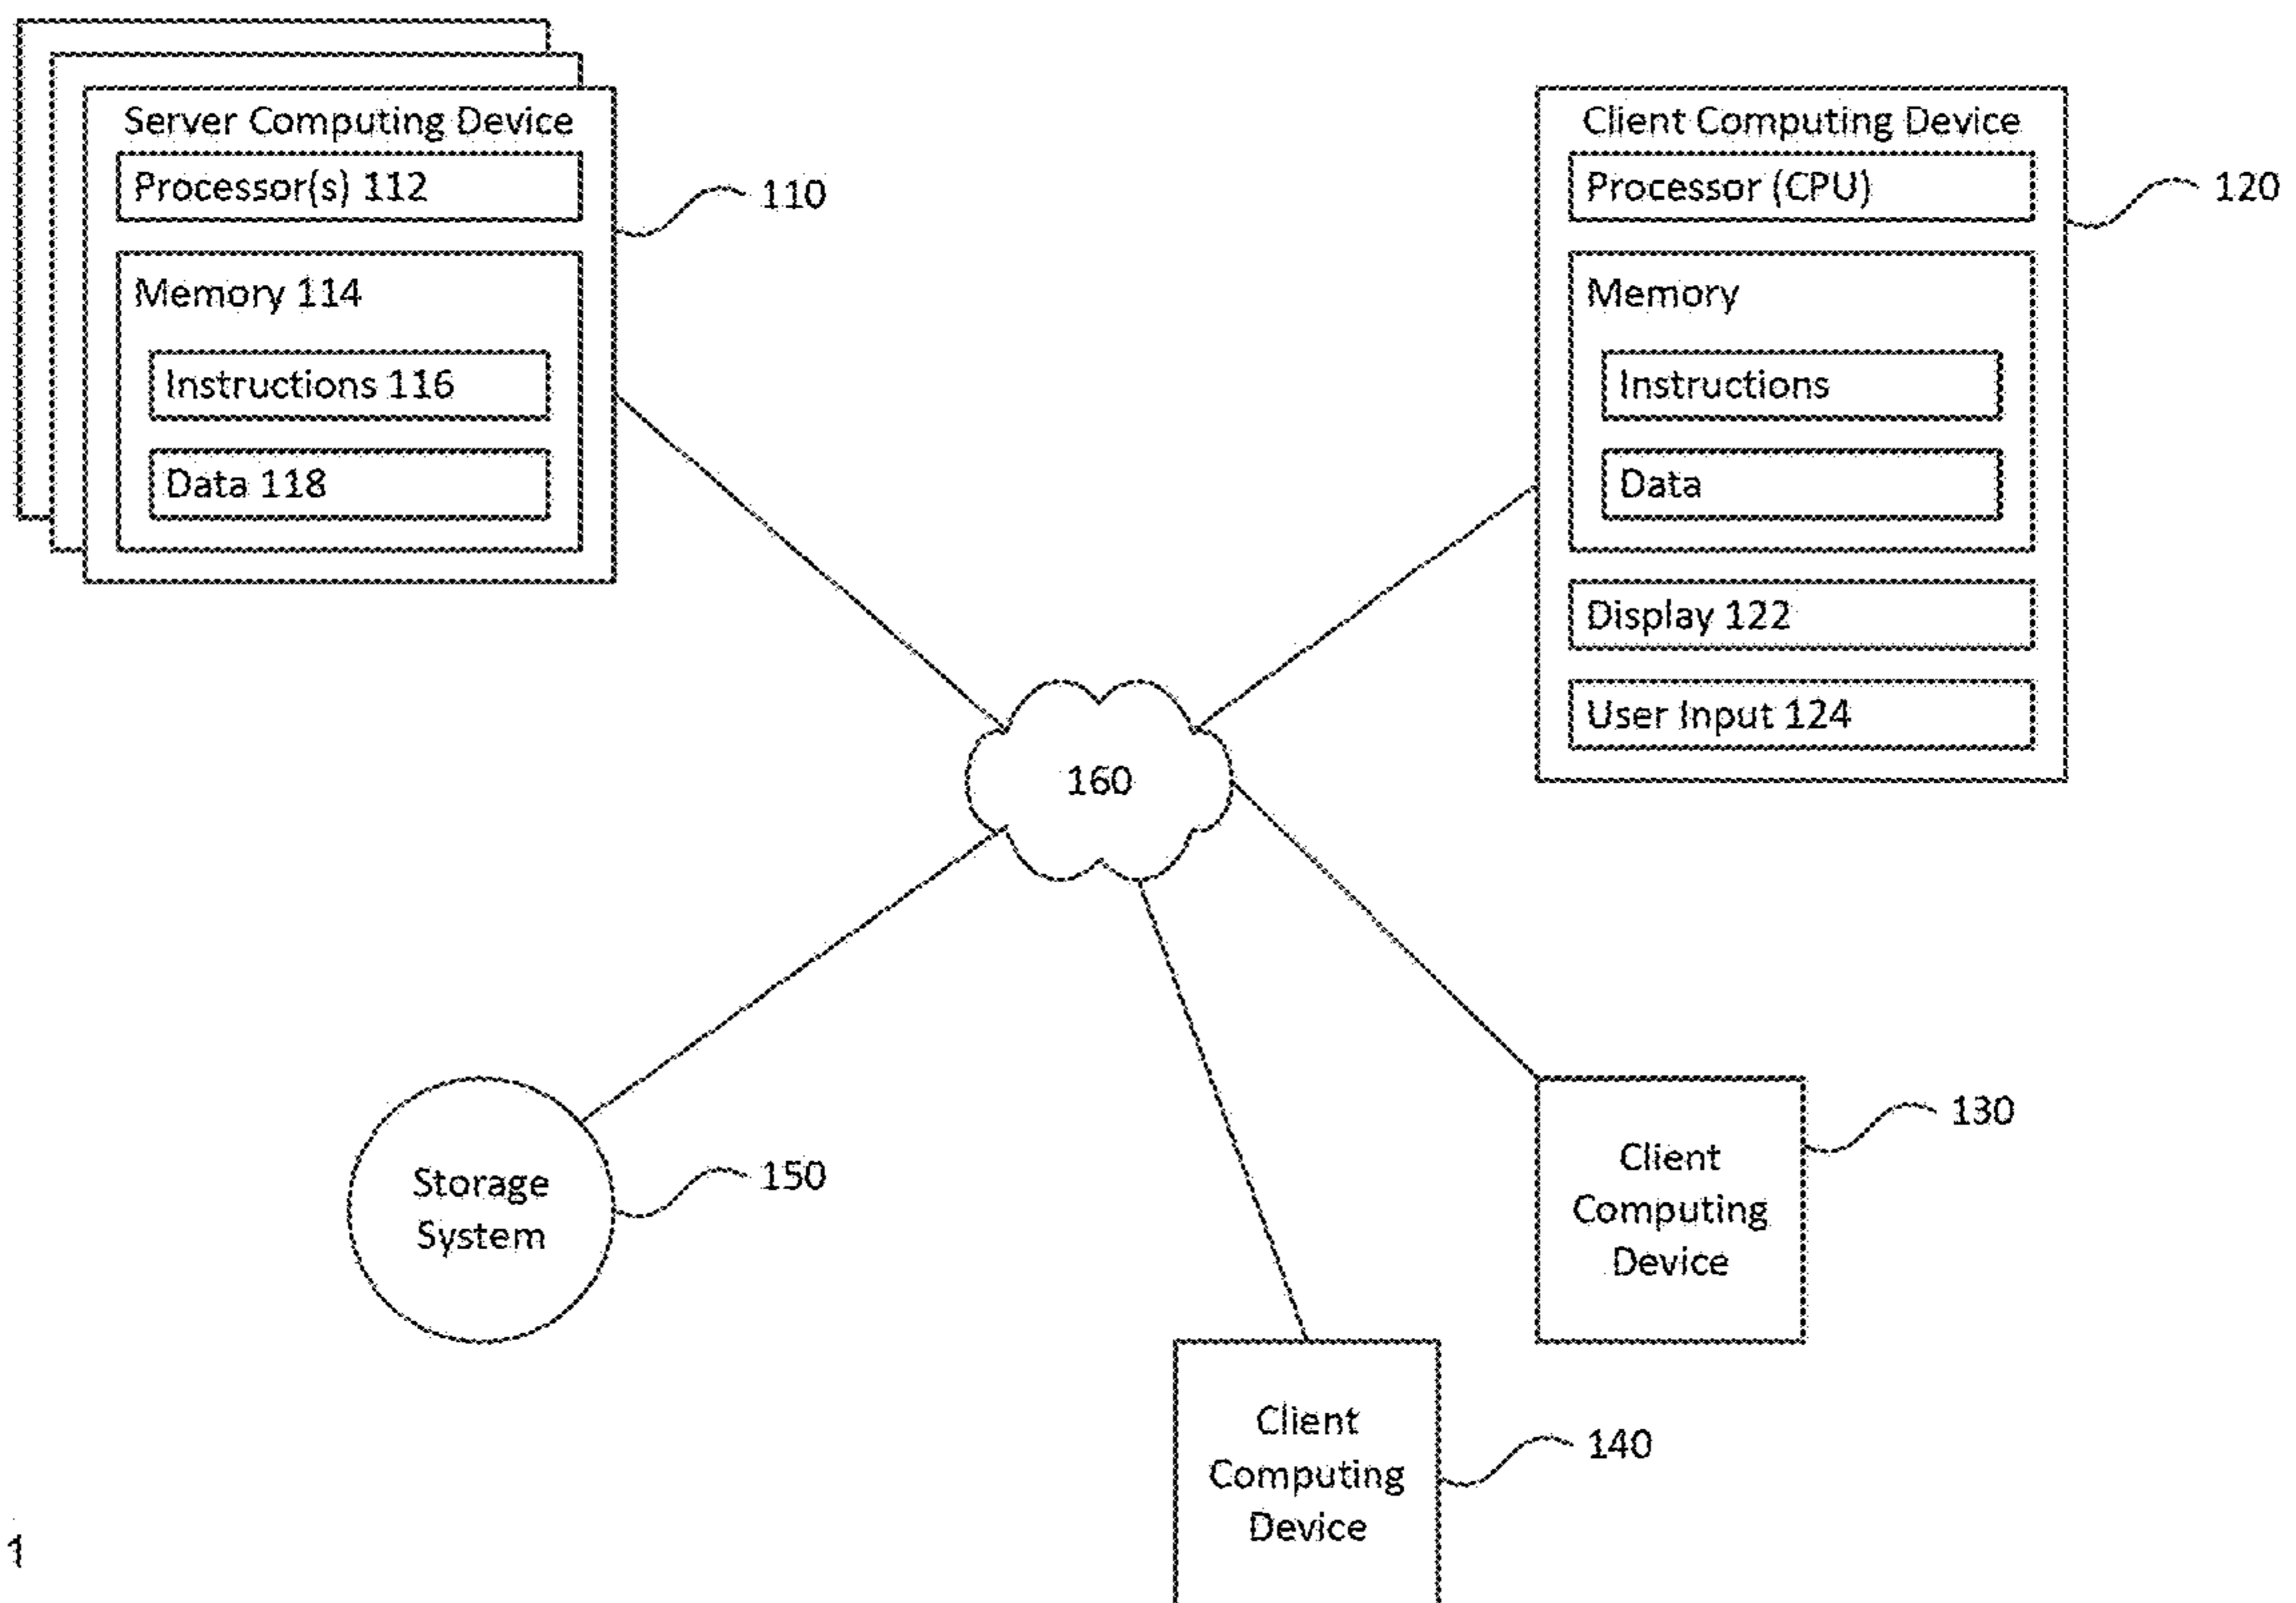 Server Computing Device
Processor(s) 112
110
Memory 114
Instructions 116
Data 118
Client Computing Device
Processor (CPU)
120
Memory
Instructions
Data
Display 122
User Input 124
160
Storage
System
150
Client
Computing
Device
130
Client
Computing
Device
140
1